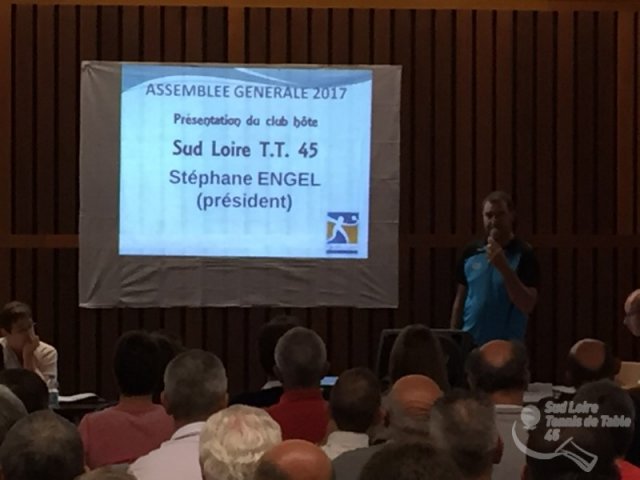 ASSEMBLEE GENERALE 2017
Présentation du club hôte
Sud Loire T.T. 45
Stéphane ENGEL
(président)
Sud Loire
Tennis de Table
45